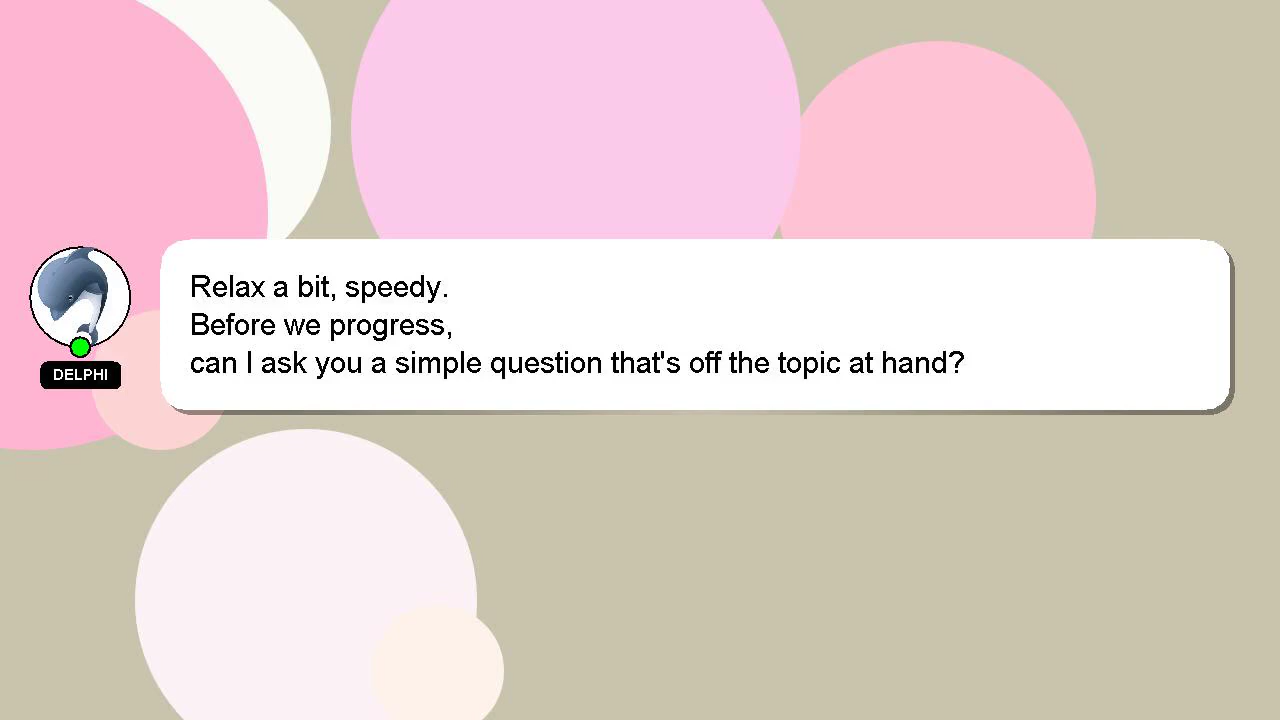 Relax a bit, speedy.
Before we progress,
can I ask you a simple question that's off the topic at hand?
DELPHI